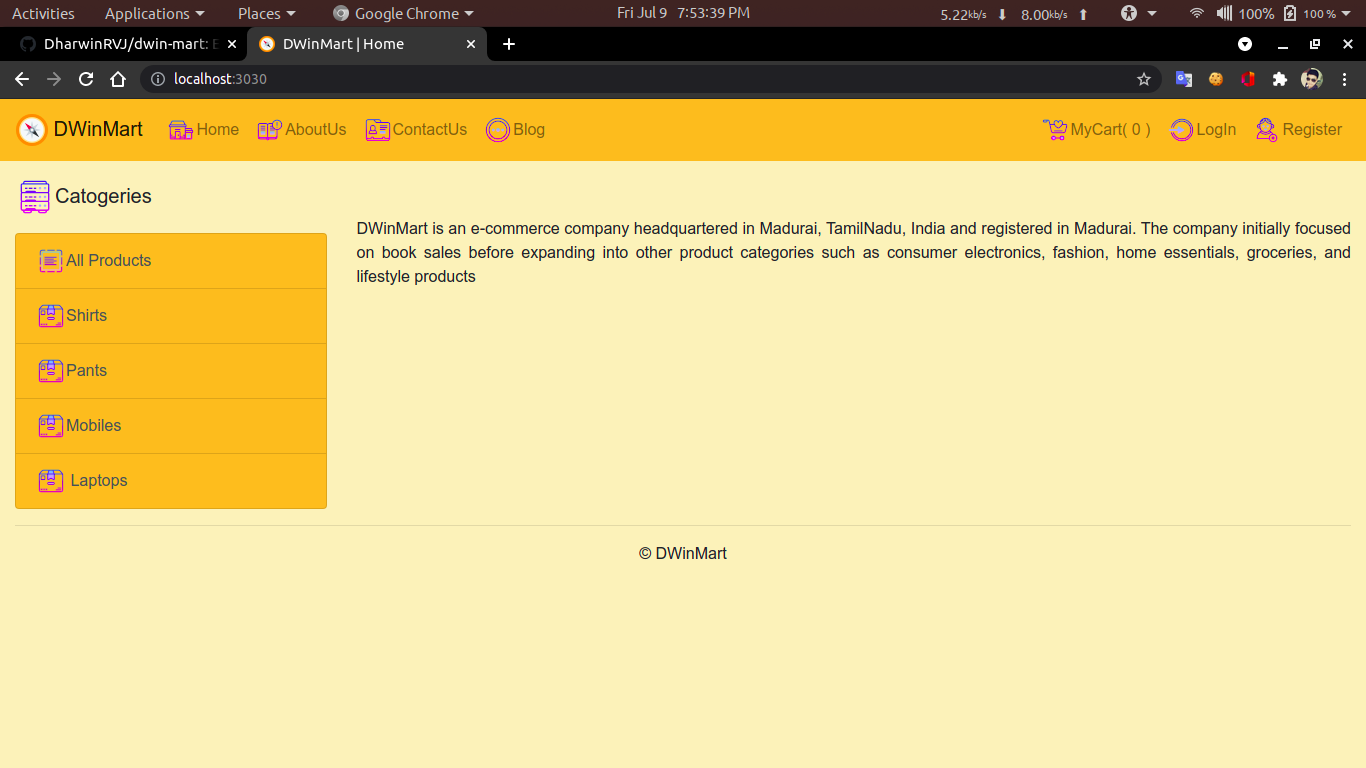 Activities Applications Places Google Chrome Fri Jul 9 7:53:39 PM 5.22kb/s 8.00kb/s 100% 100 %
DharwinRVJ/dwin-mart: DWinMart | Home
localhost:3030
DWinMart Home AboutUs ContactUs Blog MyCart( 0 ) LogIn Register
Catogeries
DWinMart is an e-commerce company headquartered in Madurai, TamilNadu, India and registered in Madurai. The company initially focused
on book sales before expanding into other product categories such as consumer electronics, fashion, home essentials, groceries, and
lifestyle products
All Products
Shirts
Pants
Mobiles
Laptops
© DWinMart